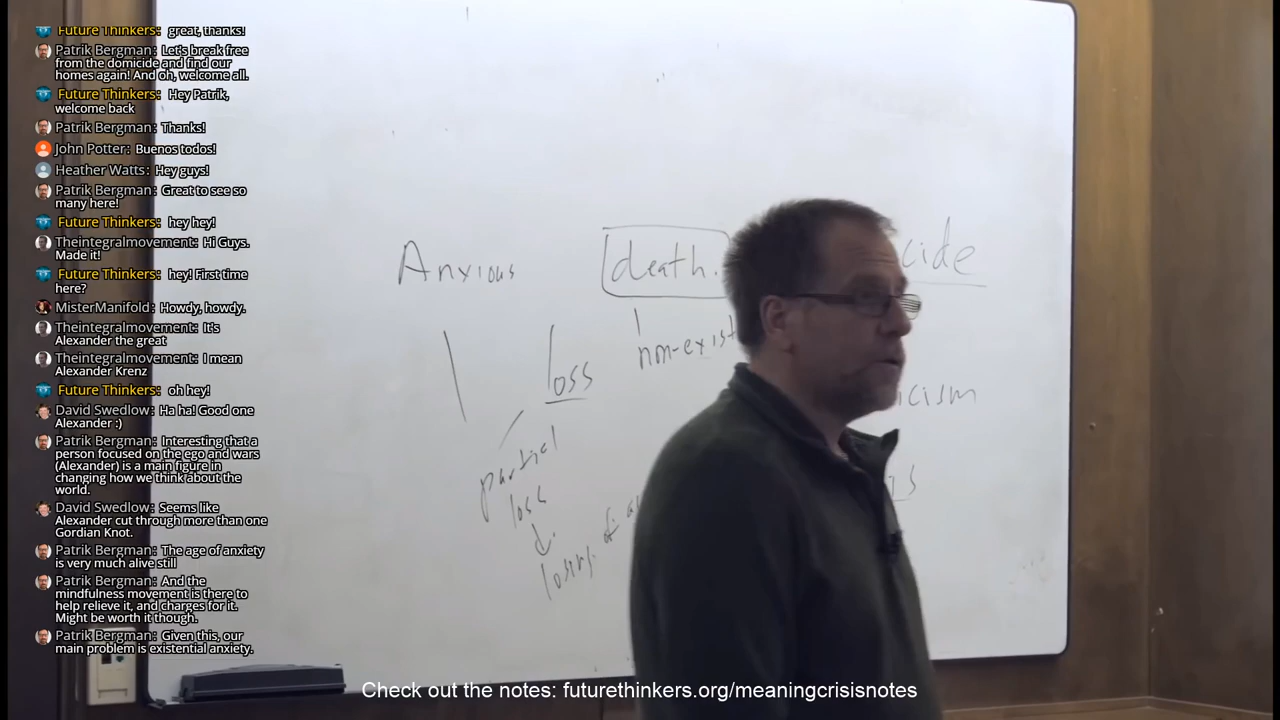 Future Thinkers: great, thanks!
Patrik Bergman: Let's break free
from the domicide and find our
homes again! And oh, welcome all.
Future Thinkers: Hey Patrik,
welcome back
Patrik Bergman: Thanks!
John Potter: Buenos todos!
Heather Watts: Hey guys!
Patrik Bergman: Great to see so
many here!
Future Thinkers: hey hey!
Theintegralmovement: Hi Guys.
Made it!
Future Thinkers: hey! First time
here?
MisterManifold: Howdy, howdy.
Theintegralmovement: It's
Alexander the great
Theintegralmovement: I mean
Alexander Krenz
Future Thinkers: oh hey!
David Swedlow: Ha ha! Good one
Alexander :)
Patrik Bergman: Interesting that a
person focused on the ego and wars
(Alexander) is a main figure in
changing how we think about the
world.
David Swedlow: Seems like
Alexander cut through more than one
Gordian Knot.
Patrik Bergman: The age of anxiety
is very much alive still
Patrik Bergman: And the
mindfulness movement is there to
help relieve it, and charges for it.
Might be worth it though.
Patrik Bergman: Given this, our
main problem is existential anxiety.
Anxious death. cide
non-exist
loss
icism
partial
loss
losing of
Check out the notes: futurethinkers.org/meaningcrisisnotes